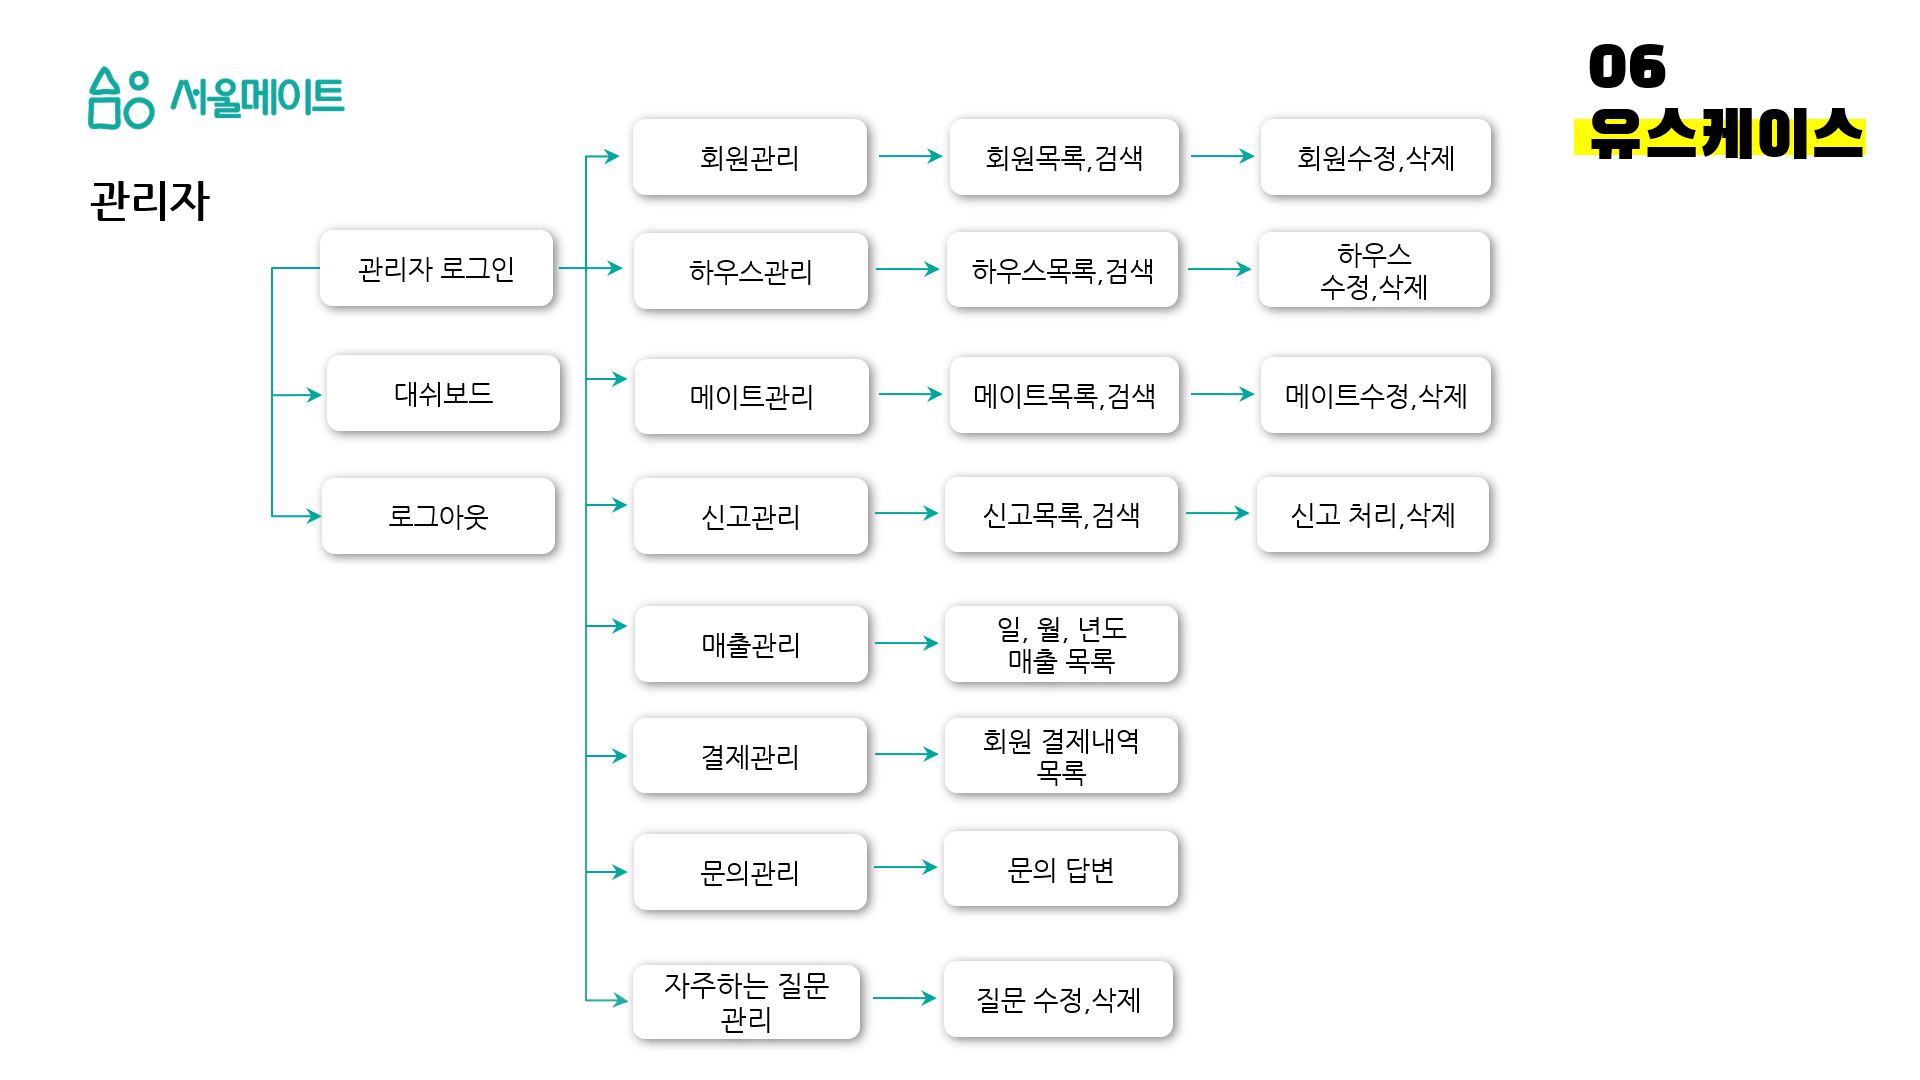 서울메이트
06
유스케이스
관리자
관리자 로그인
대쉬보드
로그아웃
회원관리
회원목록,검색
회원수정,삭제
하우스관리
하우스목록,검색
하우스
수정,삭제
메이트관리
메이트목록,검색
메이트수정,삭제
신고관리
신고목록,검색
신고 처리,삭제
매출관리
일, 월, 년도
매출 목록
결제관리
회원 결제내역
목록
문의관리
문의 답변
자주하는 질문
관리
질문 수정,삭제